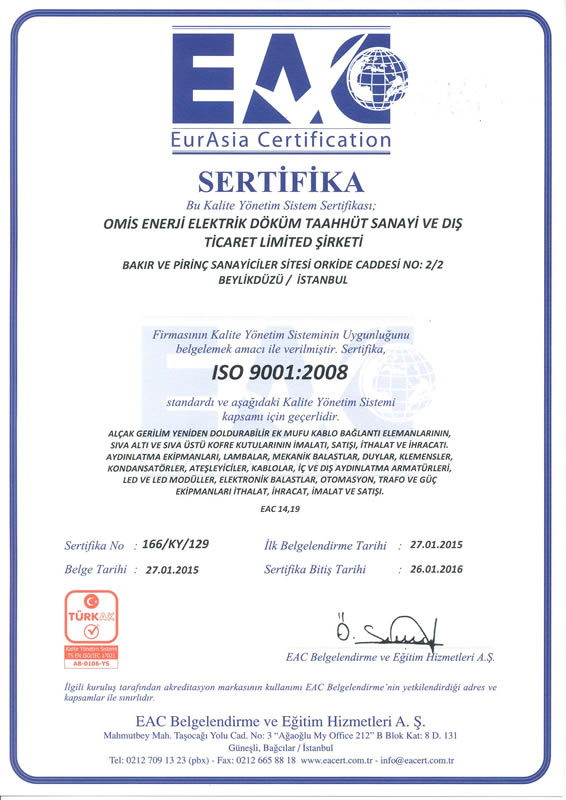 EAC
EurAsia Certification
SERTİFİKA
Bu Kalite Yönetim Sistem Sertifikası;
OMİS ENERJİ ELEKTRİK DÖKÜM TAAHHÜT SANAYİ VE DIŞ
TİCARET LİMİTED ŞİRKETİ
BAKIR VE PİRİNÇ SANAYİCİLER SİTESİ ORKİDE CADDESİ NO: 2/2
BEYLİKDÜZÜ / İSTANBUL
Firmasının Kalite Yönetim Sisteminin Uygunluğunu
belgelemek amacı ile verilmiştir. Sertifika,
ISO 9001:2008
standardı ve aşağıdaki Kalite Yönetim Sistemi
kapsamı için geçerlidir.
ALÇAK GERİLİM YENİDEN DOLDURABİLİR EK MUFU KABLO BAĞLANTI ELEMANLARININ,
SIVA ALTI VE SIVA ÜSTÜ KOFRE KUTULARININ İMALATI, SATIŞI, İTHALAT VE İHRACATI.
AYDINLATMA EKİPMANLARI, LAMBALAR, MEKANİK BALASTLAR, DUYLAR, KLEMENSLER,
KONDANSATÖRLER, ATEŞLEYİCİLER, KABLOLAR, İÇ VE DIŞ AYDINLATMA ARMATÜRLERİ,
LED VE LED MODÜLLER, ELEKTRONİK BALASTLAR, OTOMASYON, TRAFO VE GÜÇ
EKİPMANLARI İTHALAT, İHRACAT, İMALAT VE SATIŞI.
EAC 14,19
Sertifika No : 166/KY/129 İlk Belgelendirme Tarihi : 27.01.2015
Belge Tarihi : 27.01.2015 Sertifika Bitiş Tarihi : 26.01.2016
TÜRKAK
Kalite Yönetim Sistemi
TS EN ISO/IEC 17021
AB-0106-YS
EAC Belgelendirme ve Eğitim Hizmetleri A.Ş.
İlgili kuruluş tarafından akreditasyon markasının kullanımı EAC Belgelendirme'nin yetkilendirdiği adres ve
kapsamlar ile sınırlıdır.
EAC Belgelendirme ve Eğitim Hizmetleri A. Ş.
Mahmutbey Mah. Taşocağı Yolu Cad. No: 3 “Ağaoğlu My Office 212” B Blok Kat: 8 D. 131
Güneşli, Bağcılar / İstanbul
Tel: 0212 709 13 23 (pbx) - Fax: 0212 665 88 18 www.eacert.com.tr - info@eacert.com.tr